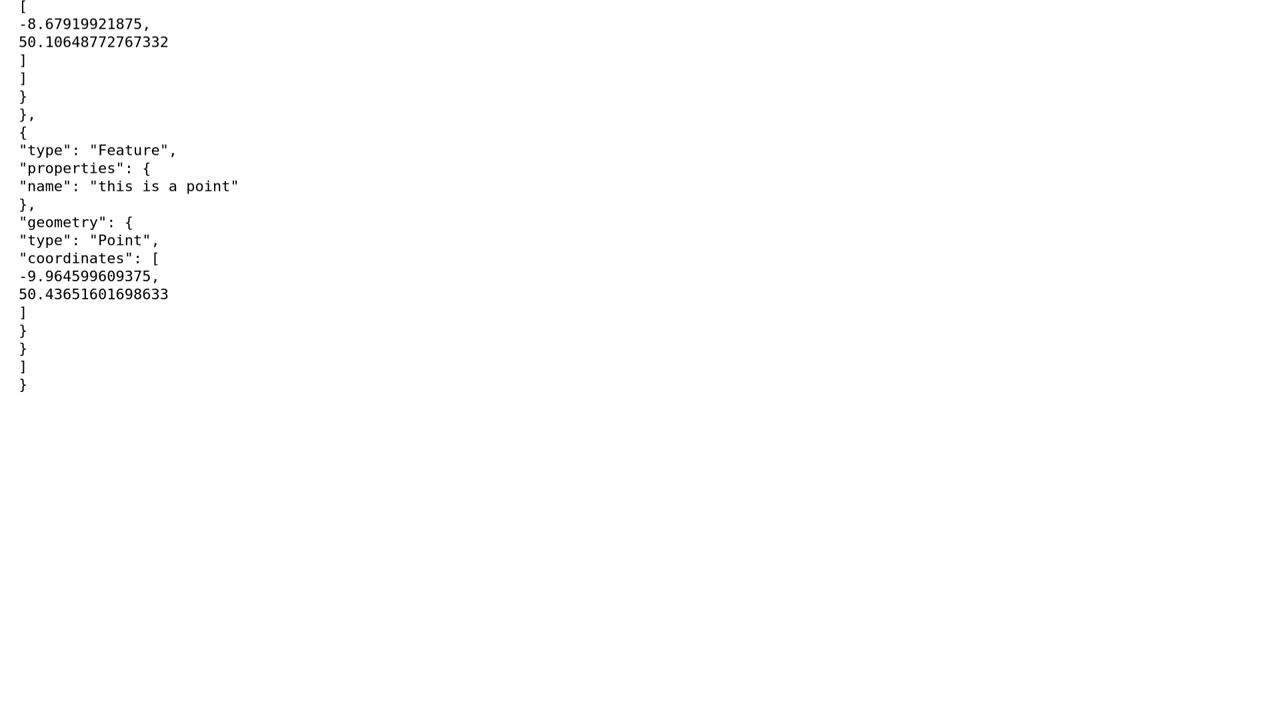 [
-8.67919921875,
50.10648772767332
]
]
}
},
{
"type": "Feature",
"properties": {
"name": "this is a point"
},
"geometry": {
"type": "Point",
"coordinates": [
-9.964599609375,
50.43651601698633
]
}
}
]
}